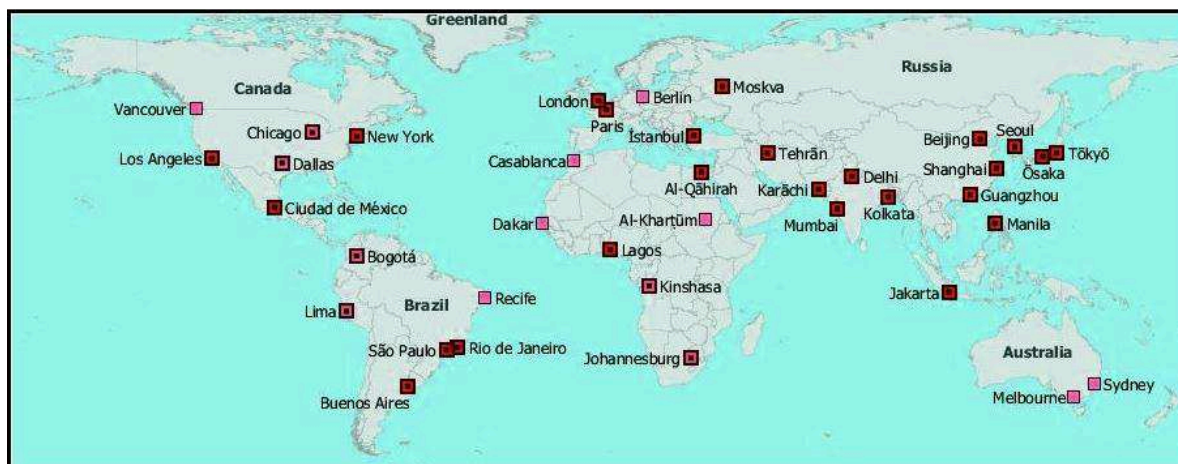 Greenland
Russia
Canada
Vancouver
London
Berlin
Moskva
Paris
Chicago
New York
İstanbul
Beijing
Seoul
Tōkyō
Los Angeles
Dallas
Casablanca
Tehrān
Shanghai
Ōsaka
Al-Qāhirah
Karāchi
Delhi
Guangzhou
Ciudad de México
Dakar
Al-Kharţūm
Mumbai
Kolkata
Manila
Bogotá
Lagos
Kinshasa
Jakarta
Lima
Brazil
Recife
São Paulo
Rio de Janeiro
Johannesburg
Australia
Buenos Aires
Melbourne
Sydney